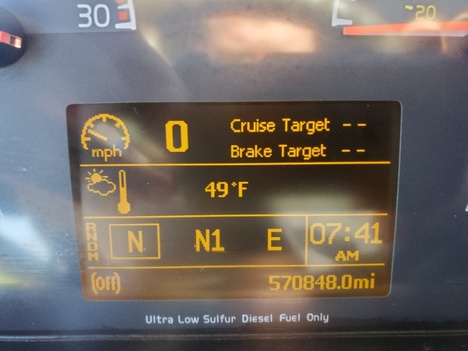 30
20
0
Cruise Target --
mph
Brake Target --
49°F
RNDM
N N1 E 07:41
AM
(off) 570848.0mi
Ultra Low Sulfur Diesel Fuel Only